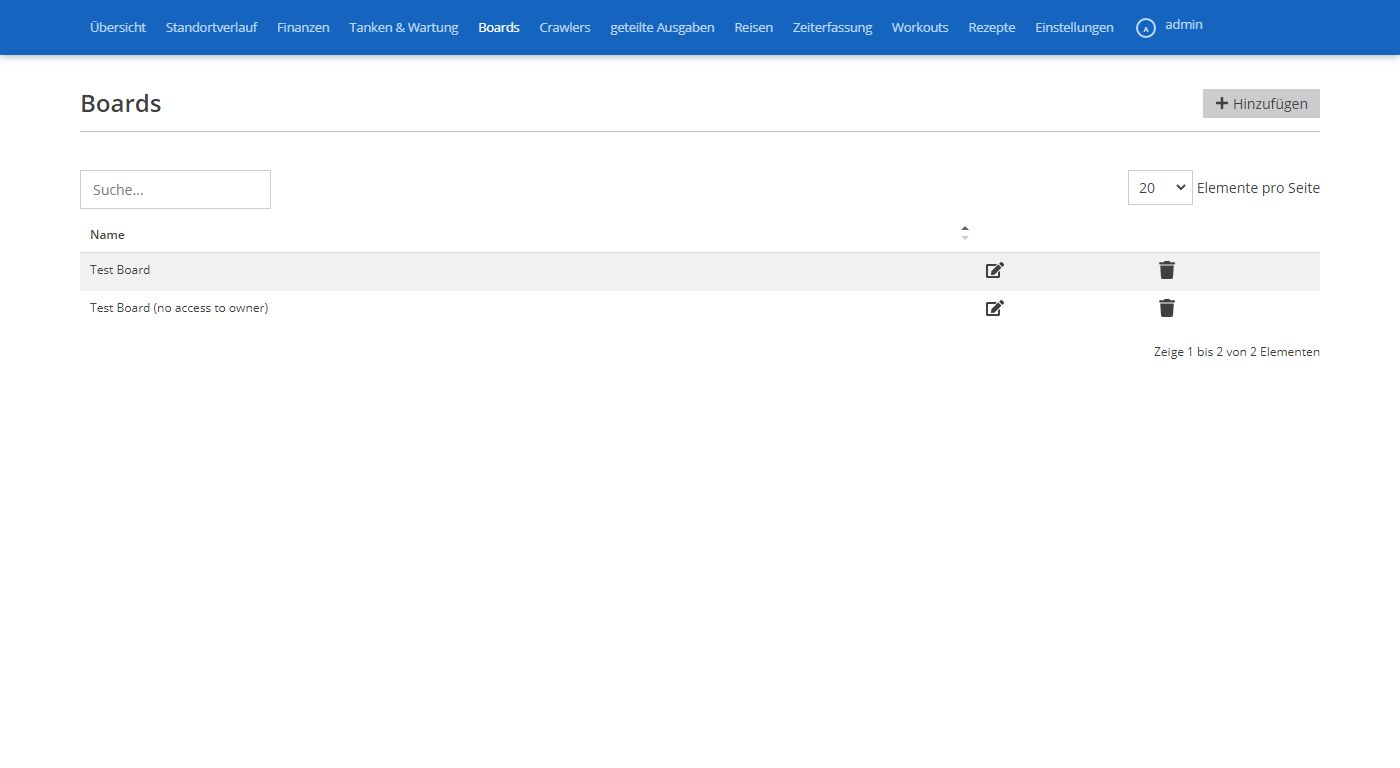 Übersicht Standortverlauf Finanzen Tanken & Wartung Boards Crawlers geteilte Ausgaben Reisen Zeiterfassung Workouts Rezepte Einstellungen A admin
Boards Hinzufügen
Suche... 20 Elemente pro Seite
Name
Test Board
Test Board (no access to owner)
Zeige 1 bis 2 von 2 Elementen